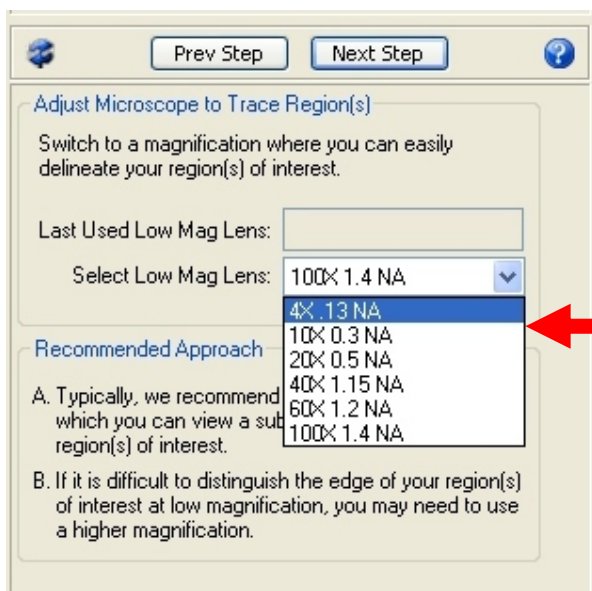 Prev Step Next Step ?
Adjust Microscope to Trace Region(s)
Switch to a magnification where you can easily
delineate your region(s) of interest.
Last Used Low Mag Lens:
Select Low Mag Lens: 100X 1.4 NA
4X .13 NA
10X 0.3 NA
20X 0.5 NA
40X 1.15 NA
60X 1.2 NA
100X 1.4 NA
Recommended Approach
A. Typically, we recommend
which you can view a
region(s) of interest.
B. If it is difficult to distinguish the edge of your region(s)
of interest at low magnification, you may need to use
a higher magnification.